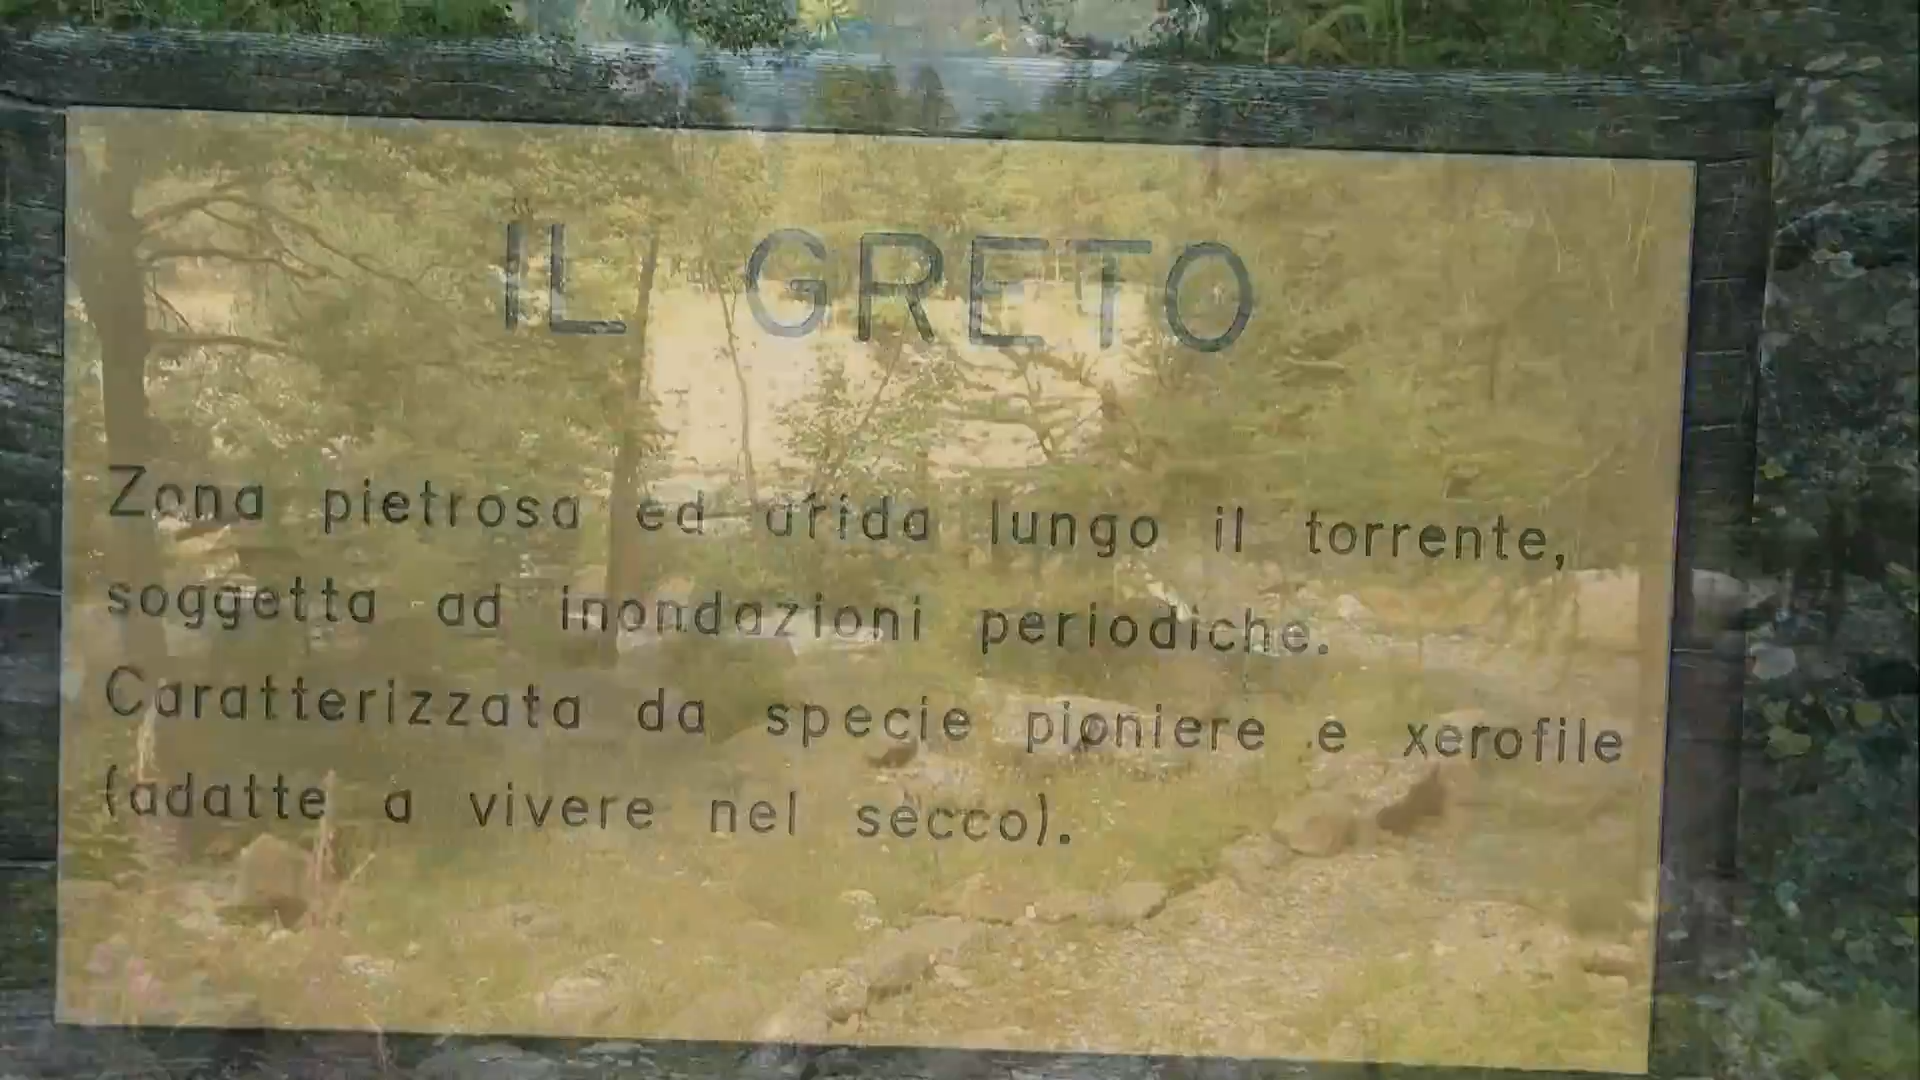 IL GRETO
Zona pietrosa ed arida lungo il torrente,
soggetta ad inondazioni periodiche.
Caratterizzata da specie pioniere e xerofile
(adatte a vivere nel secco).